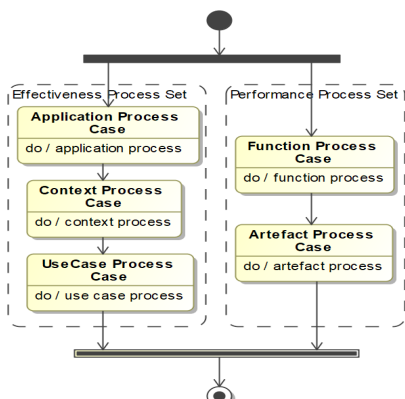 Effectiveness Process Set
Application Process
Case
do / application process
Context Process
Case
do / context process
UseCase Process
Case
do / use case process
Performance Process Set
Function Process
Case
do / function process
Artefact Process
Case
do / artefact process